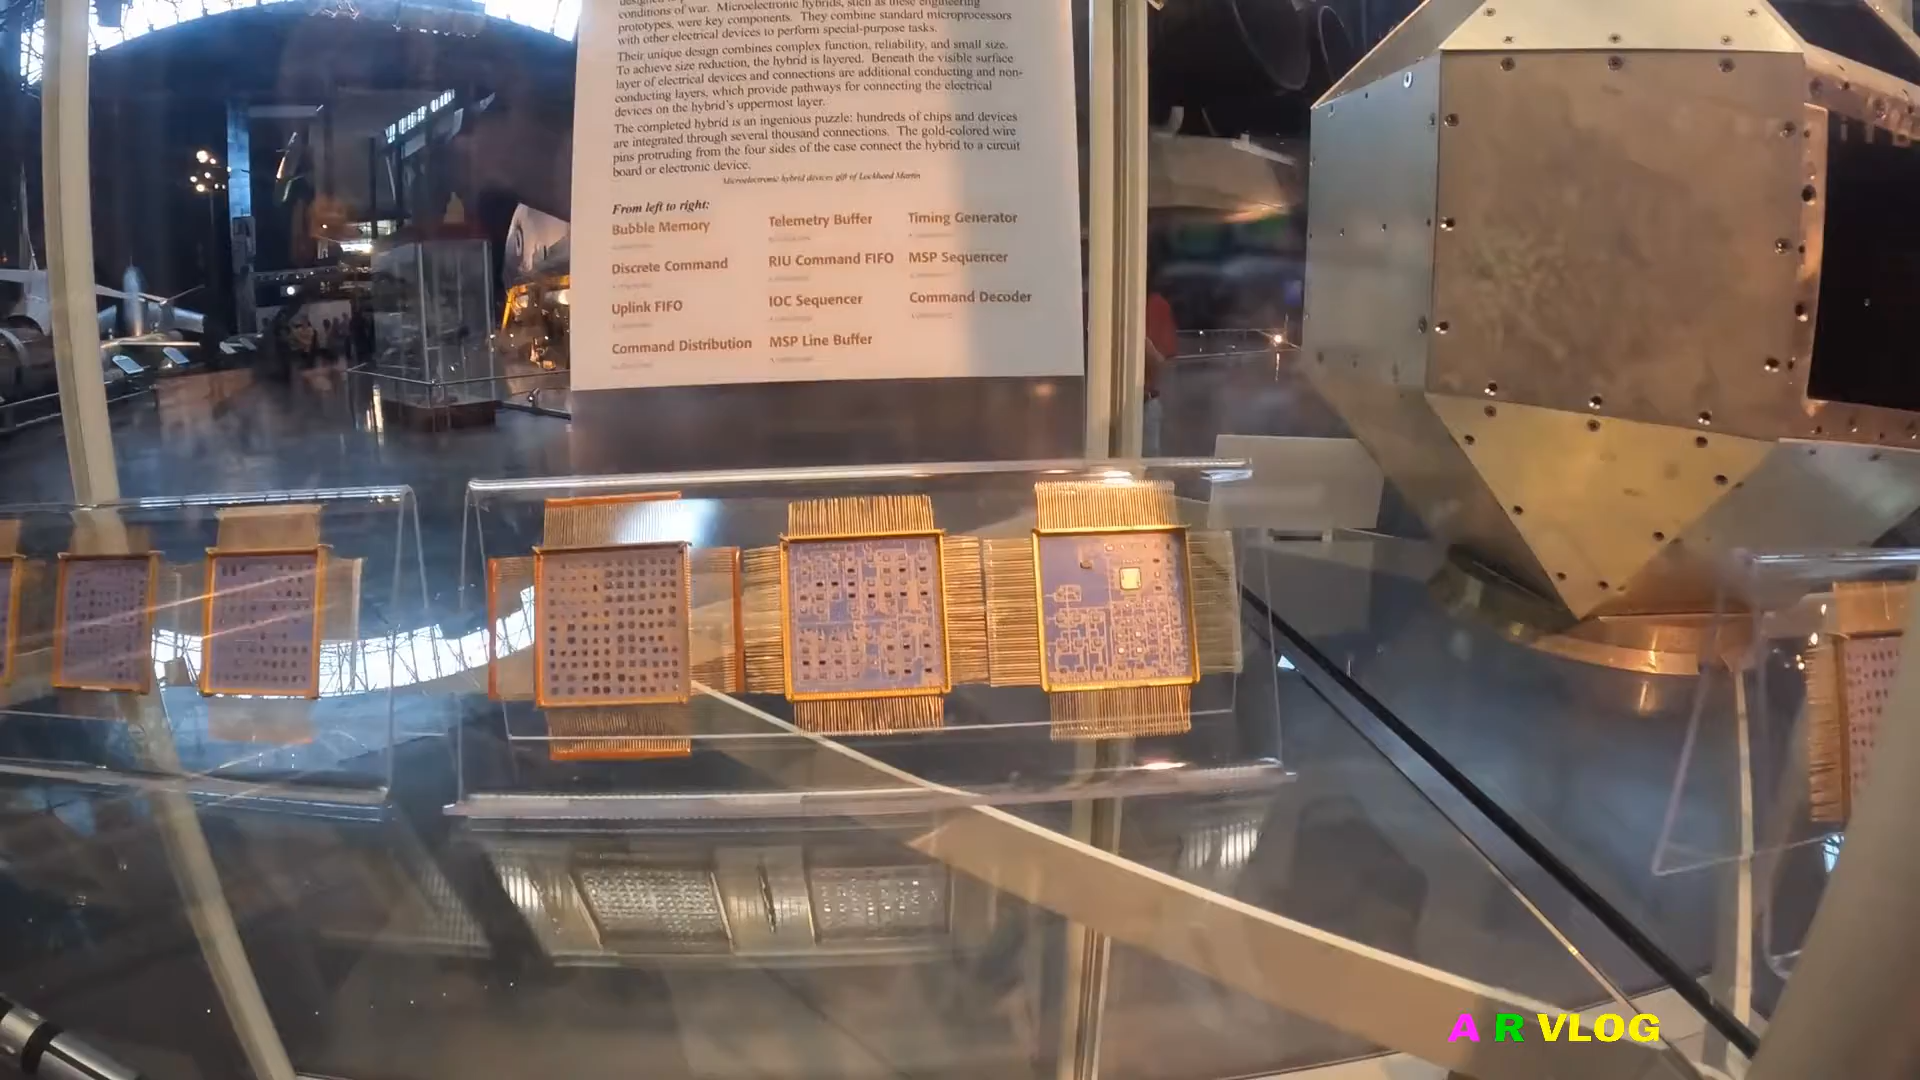 conditions of war. Microelectronic hybrids, such as these engineering
prototypes, were key components. They combine standard microprocessors
with other electrical devices to perform special-purpose tasks.
Their unique design combines complex function, reliability, and small size.
To achieve size reduction, the hybrid is layered. Beneath the visible surface
layer of electrical devices and connections are additional conducting and non-
conducting layers, which provide pathways for connecting the electrical
devices on the hybrid's uppermost layer.
The completed hybrid is an ingenious puzzle: hundreds of chips and devices
are integrated through several thousand connections. The gold-colored wire
pins protruding from the four sides of the case connect the hybrid to a circuit
board or electronic device.
Microelectronic hybrid devices gift of Lockheed Martin
From left to right:
Bubble Memory
Discrete Command
Uplink FIFO
Command Distribution
Telemetry Buffer
RIU Command FIFO
IOC Sequencer
MSP Line Buffer
Timing Generator
MSP Sequencer
Command Decoder
A R VLOG